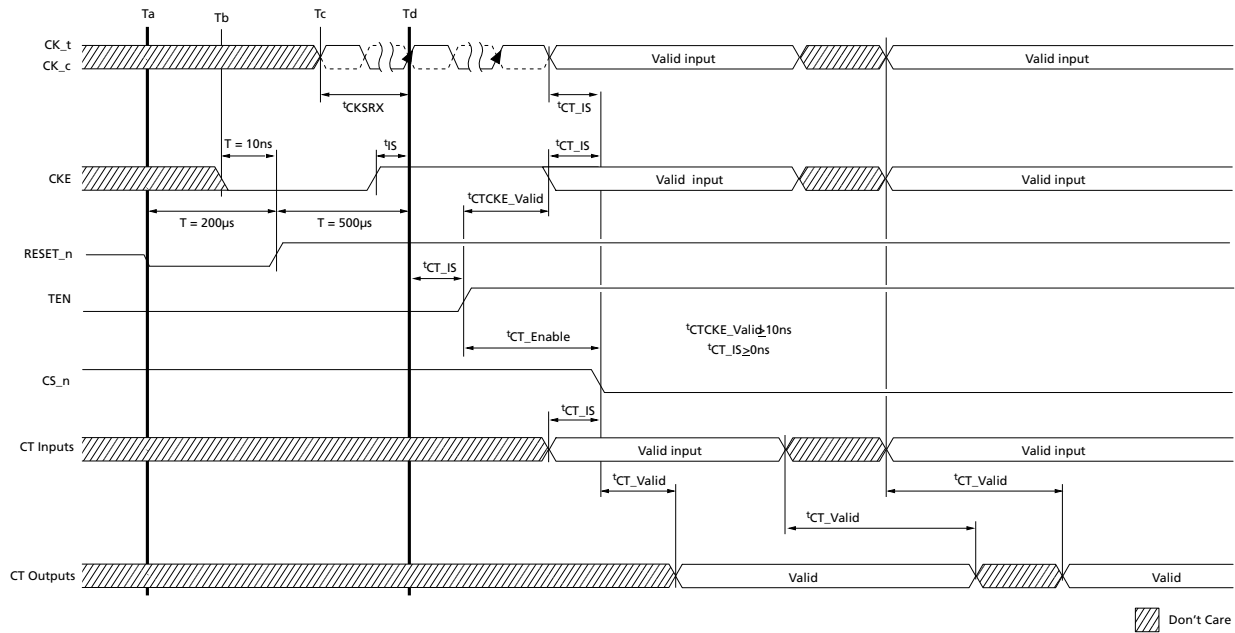 Ta Tb Tc Td
CK_t
CK_c
Valid input Valid input
tCKSRX tCT_IS
T = 10ns tIS tCT_IS
CKE Valid input Valid input
tCTCKE_Valid
T = 200µs T = 500µs
RESET_n
tCT_IS
TEN
tCT_Enable
tCTCKE_Valid≥10ns
tCT_IS≥0ns
CS_n
tCT_IS
CT Inputs Valid input Valid input
tCT_Valid tCT_Valid
tCT_Valid
CT Outputs Valid Valid
Don't Care